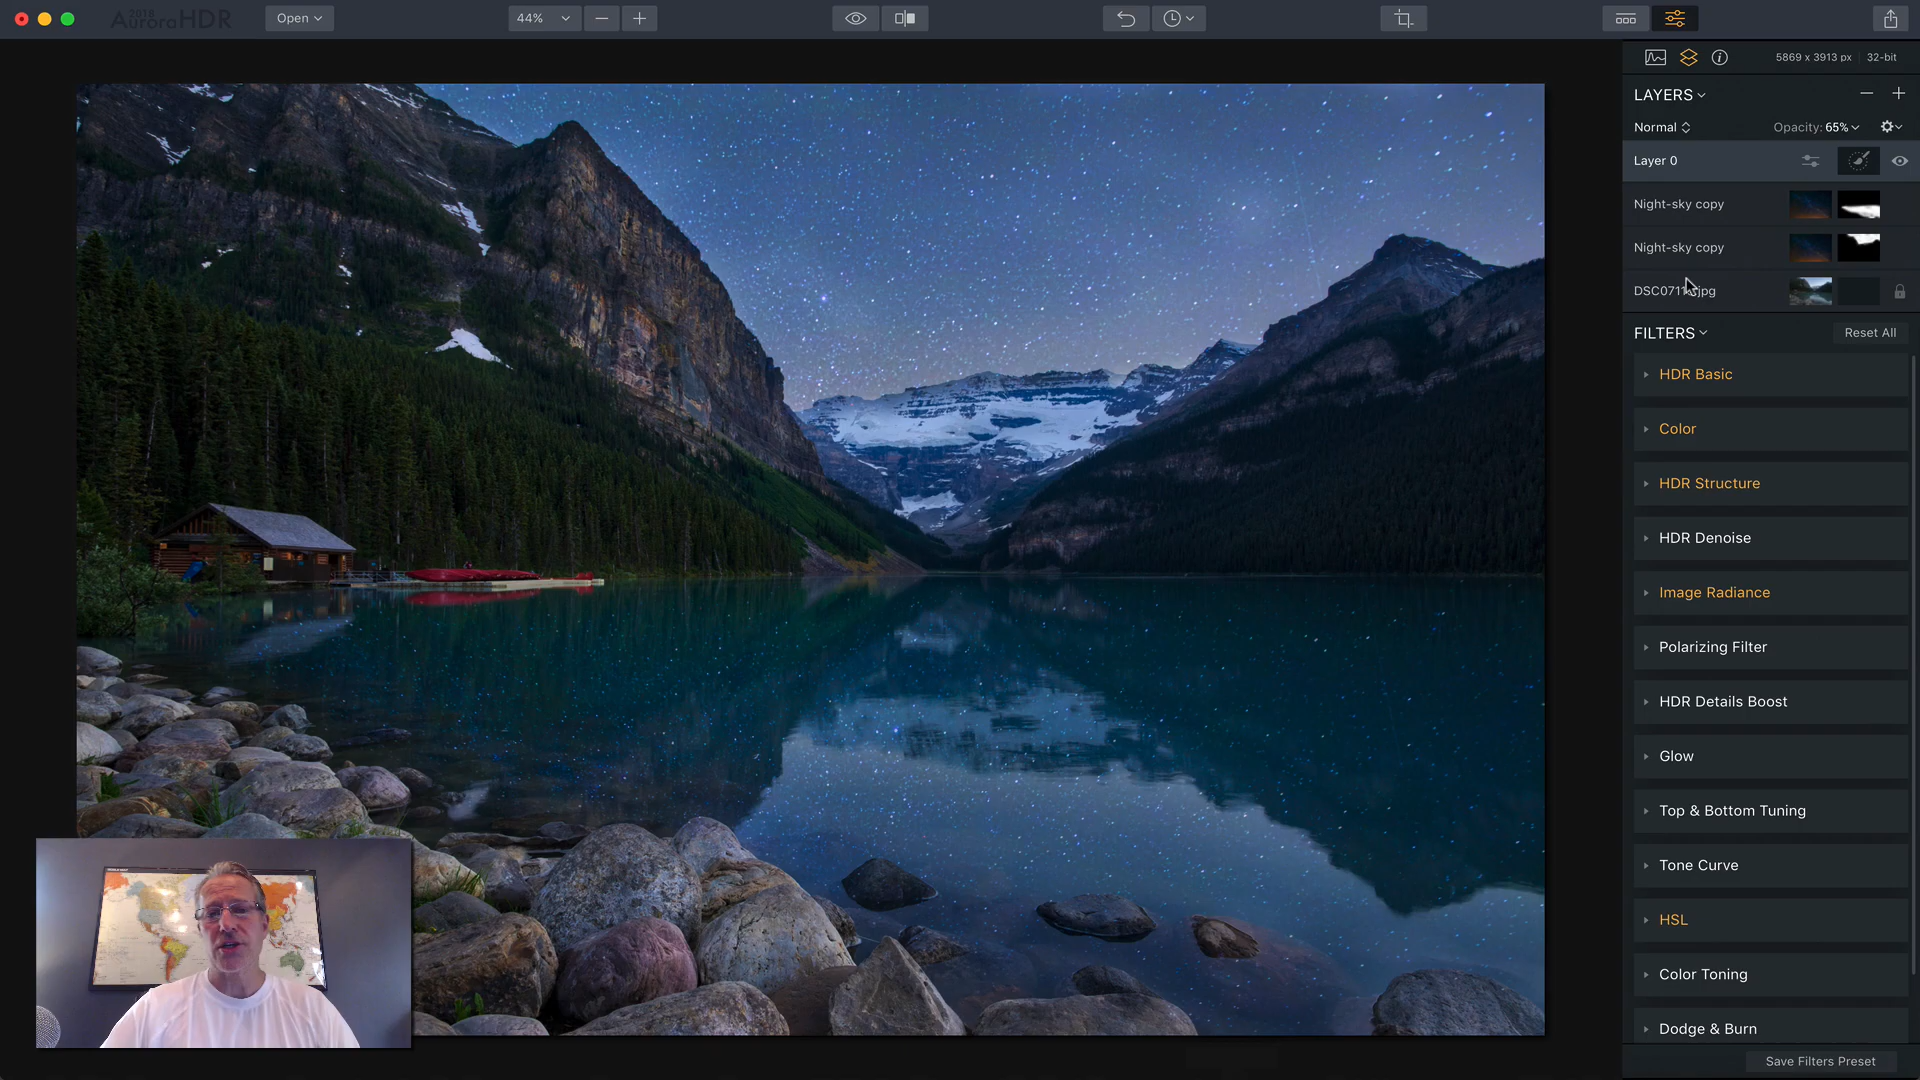 2018
AuroraHDR
Open
44%
5869 x 3913 px
32-bit
LAYERS
Normal
Opacity: 65%
Layer 0
Night-sky copy
Night-sky copy
FILTERS
Reset All
HDR Basic
Color
HDR Structure
HDR Denoise
Image Radiance
Polarizing Filter
HDR Details Boost
Glow
Top & Bottom Tuning
Tone Curve
HSL
Color Toning
Dodge & Burn
Save Filters Preset